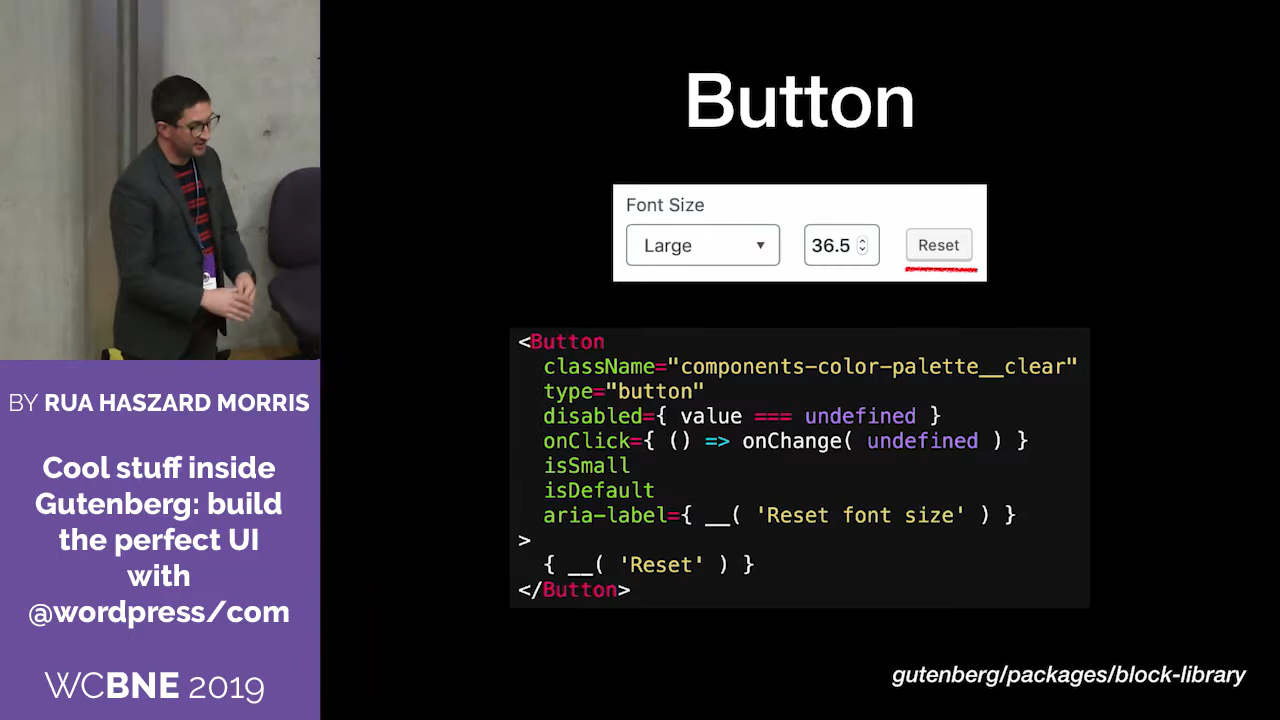 Button
Font Size
Large
36.5
Reset
<Button
className="components-color-palette__clear"
type="button"
disabled={ value === undefined }
onClick={ () => onChange( undefined ) }
isSmall
isDefault
aria-label={ __( 'Reset font size' ) }
>
{ __( 'Reset' ) }
</Button>
gutenberg/packages/block-library
BY RUA HASZARD MORRIS
Cool stuff inside
Gutenberg: build
the perfect UI
with
@wordpress/com
WCBNE 2019